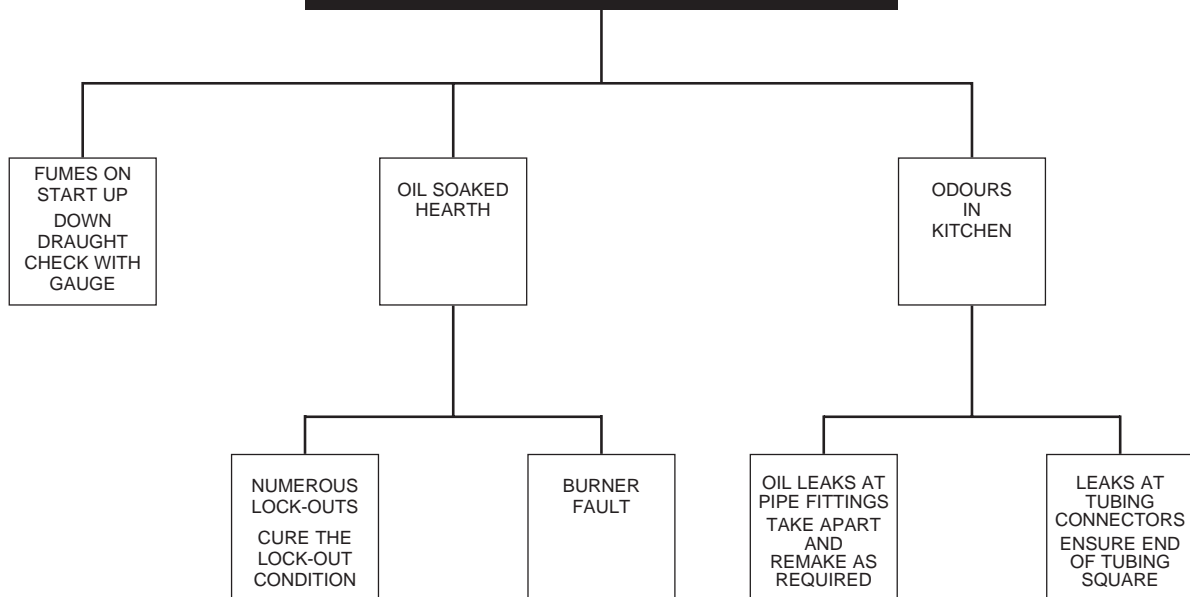 FUMES ON
START UP
DOWN
DRAUGHT
CHECK WITH
GAUGE
OIL SOAKED
HEARTH
ODOURS
IN
KITCHEN
NUMEROUS
LOCK-OUTS
CURE THE
LOCK-OUT
CONDITION
BURNER
FAULT
OIL LEAKS AT
PIPE FITTINGS
TAKE APART
AND
REMAKE AS
REQUIRED
LEAKS AT
TUBING
CONNECTORS
ENSURE END
OF TUBING
SQUARE